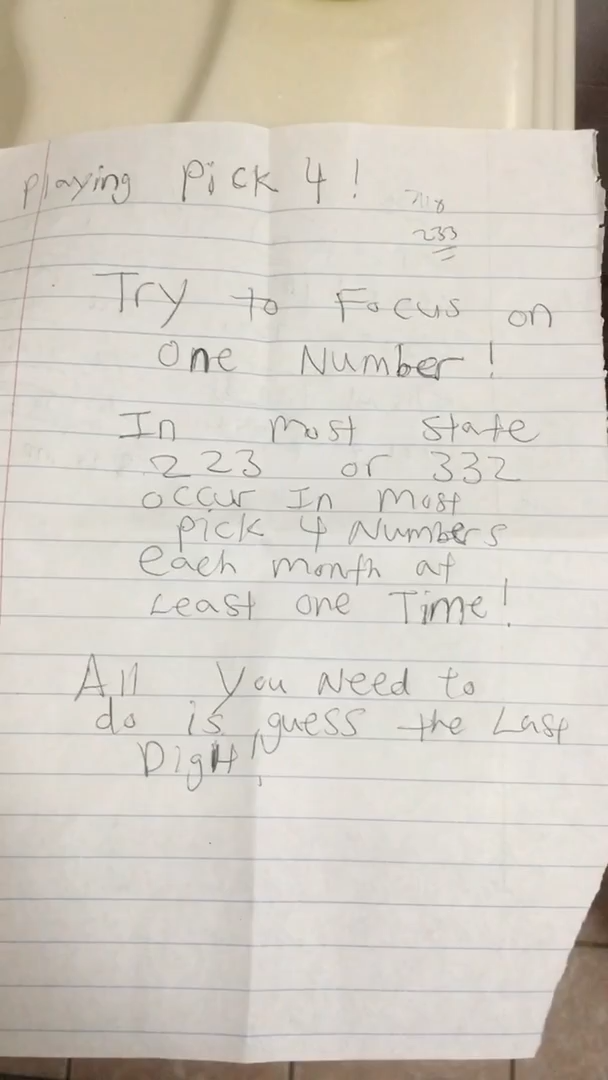 playing Pick 4!
233
Try to Focus on
One Number!
In most state
223 or 332
occur In most
pick 4 Numbers
each month at
Least one Time!
All You Need to
do is guess the Last
Digit!